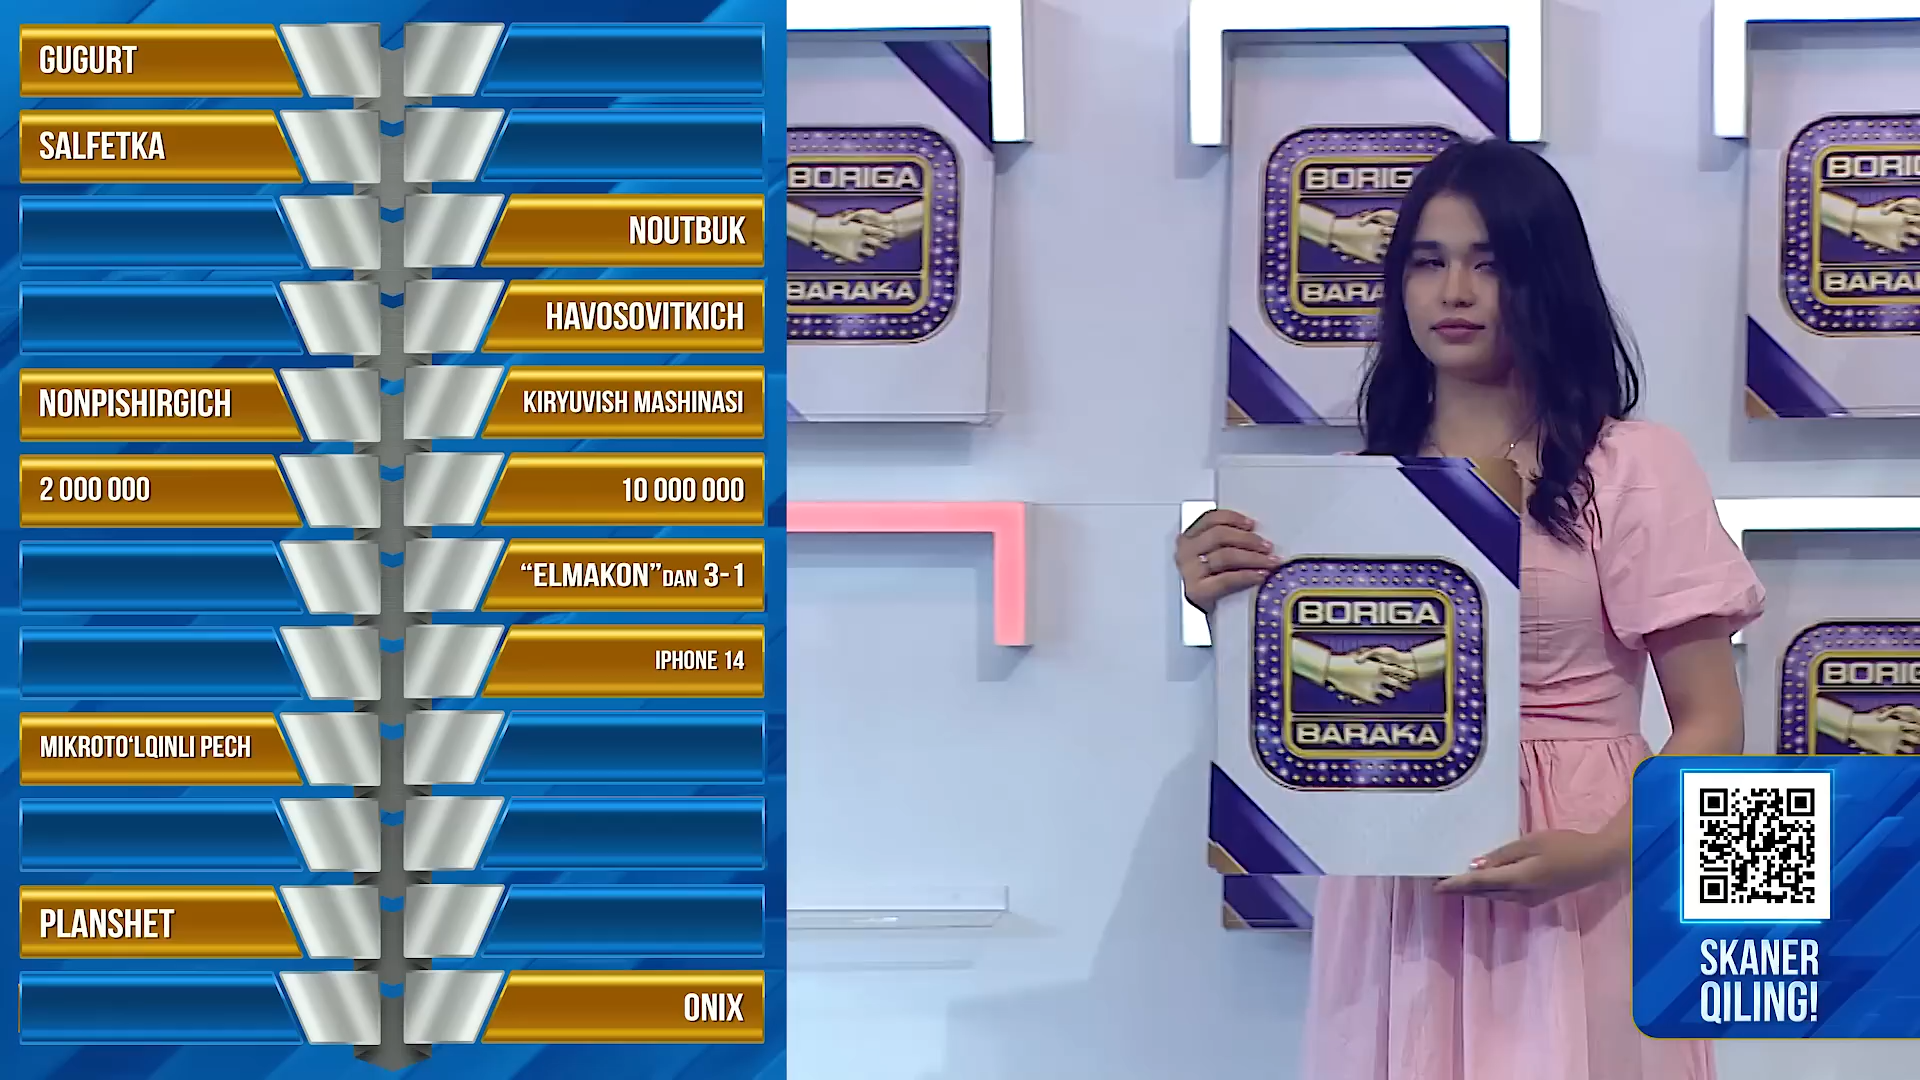 GUGURT
SALFETKA
NOUTBUK
HAVOSOVITKICH
NONPISHIRGICH
KIRYUVISH MASHINASI
2 000 000
10 000 000
“ELMAKON”DAN 3-1
IPHONE 14
MIKROTO‘LQINLI PECH
PLANSHET
ONIX
BORIGA
BARAKA
BORIGA
BARAKA
SKANER
QILING!